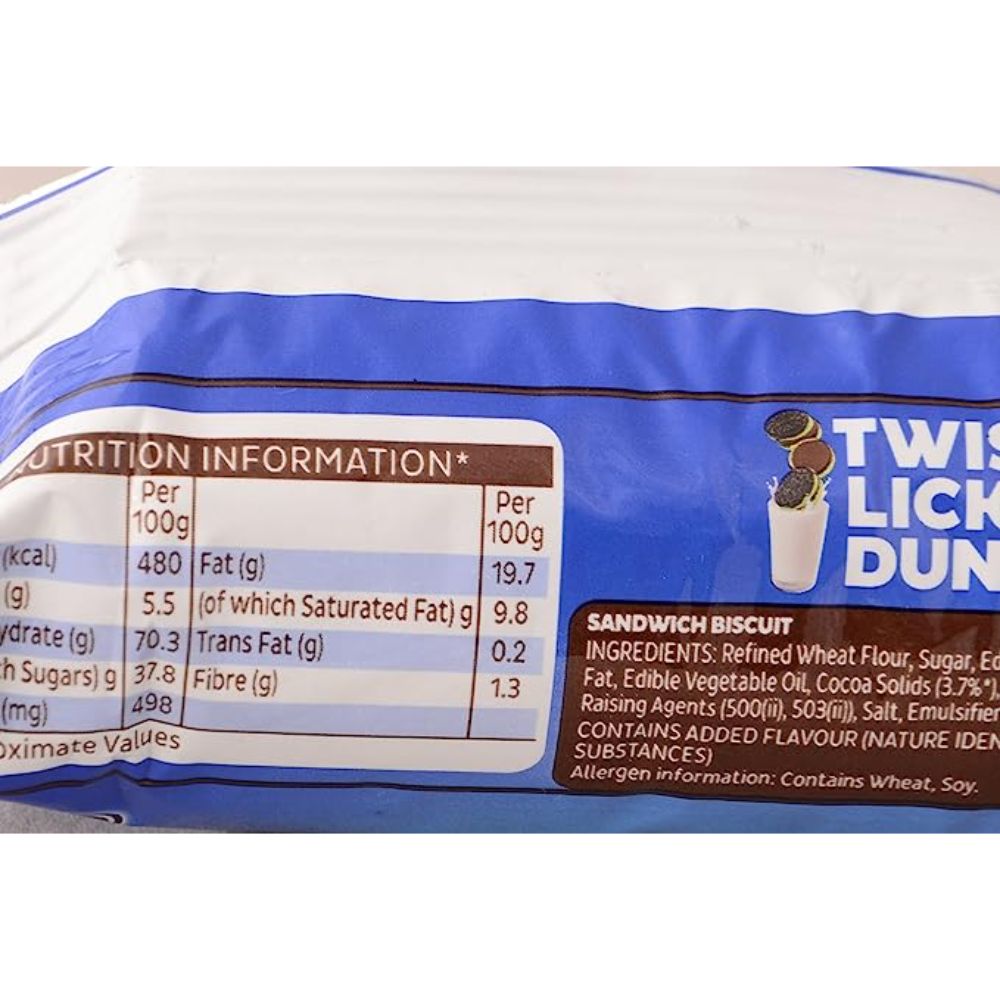 NUTRITION INFORMATION*
Per 100g Per 100g
(kcal) 480 Fat (g) 19.7
(g) 5.5 (of which Saturated Fat) g 9.8
ydrate (g) 70.3 Trans Fat (g) 0.2
h Sugars) g 37.8 Fibre (g) 1.3
(mg) 498
oximate Values
TWIS
LICK
DUN
SANDWICH BISCUIT
INGREDIENTS: Refined Wheat Flour, Sugar, Ed
Fat, Edible Vegetable Oil, Cocoa Solids (3.7%*),
Raising Agents (500(ii), 503(ii)), Salt, Emulsifier
CONTAINS ADDED FLAVOUR (NATURE IDEN
SUBSTANCES)
Allergen information: Contains Wheat, Soy.